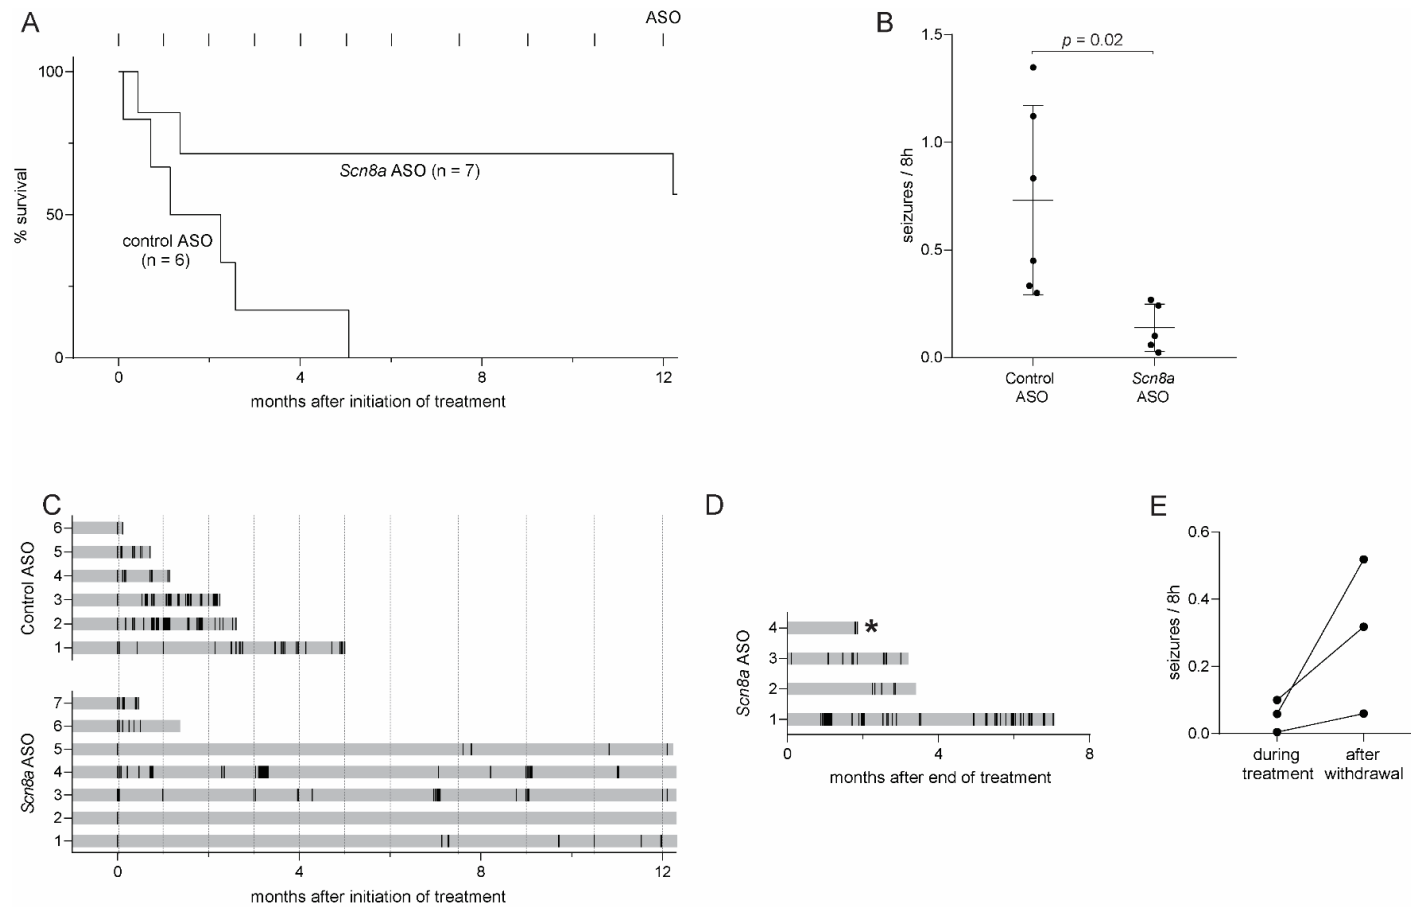 A
ASO
100
50
0
% survival
Scn8a ASO (n = 7)
control ASO
(n = 6)
0 4 8 12
months after initiation of treatment
B
p = 0.02
1.5
1.0
0.5
0.0
seizures / 8h
Control
ASO
Scn8a
ASO
C
Control ASO
6
5
4
3
2
1
Scn8a ASO
7
6
5
4
3
2
1
0 4 8 12
months after initiation of treatment
D
Scn8a ASO
4 *
3
2
1
0 4 8
months after end of treatment
E
0.6
0.4
0.2
0.0
seizures / 8h
during
treatment
after
withdrawal